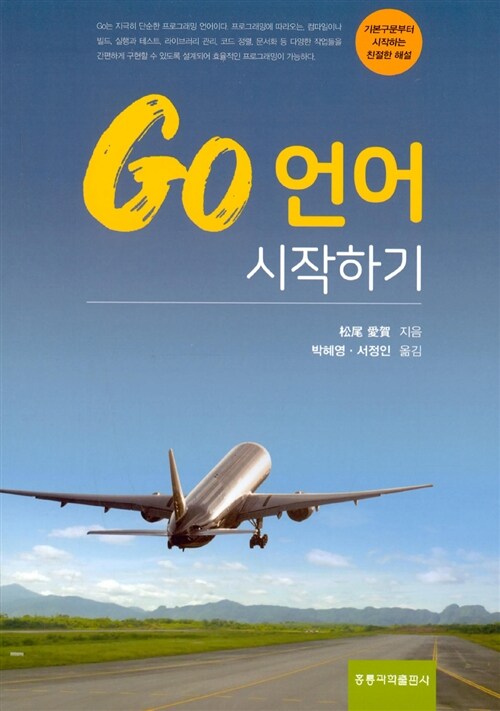 Go는 지극히 단순한 프로그래밍 언어이다. 프로그래밍에 따라오는, 컴파일이나
빌드, 실행과 테스트, 라이브러리 관리, 코드 정렬, 문서화 등 다양한 작업들을
간편하게 구현할 수 있도록 설계되어 효율적인 프로그래밍이 가능하다.
기본구문부터
시작하는
친절한 해설
Go 언어
시작하기
松尾 愛賀 지음
박혜영 · 서정인 옮김
홍릉과학출판사